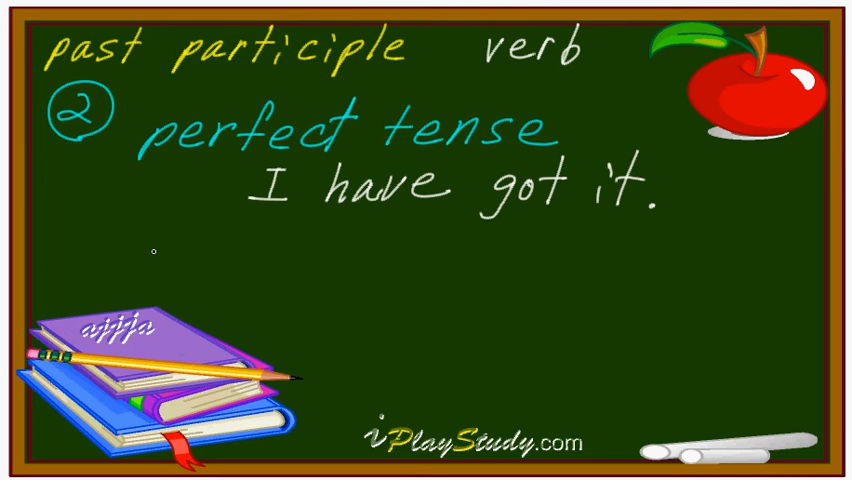 past participle verb
2 perfect tense
I have got it.
ajjja
iPlayStudy.com